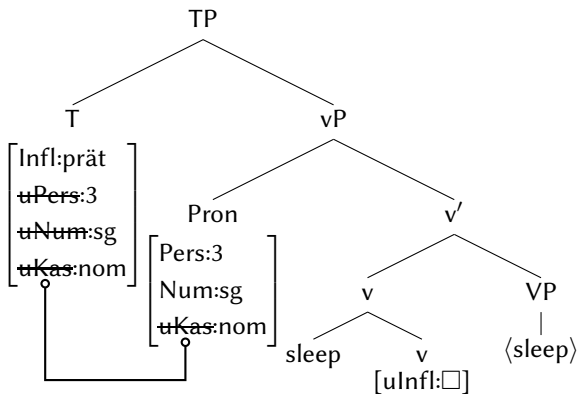 TP
T vP
Infl:prät
uPers:3
uNum:sg
uKas:nom
Pron v′
Pers:3
Num:sg
uKas:nom
v VP
sleep v ⟨sleep⟩
[uInfl:□]